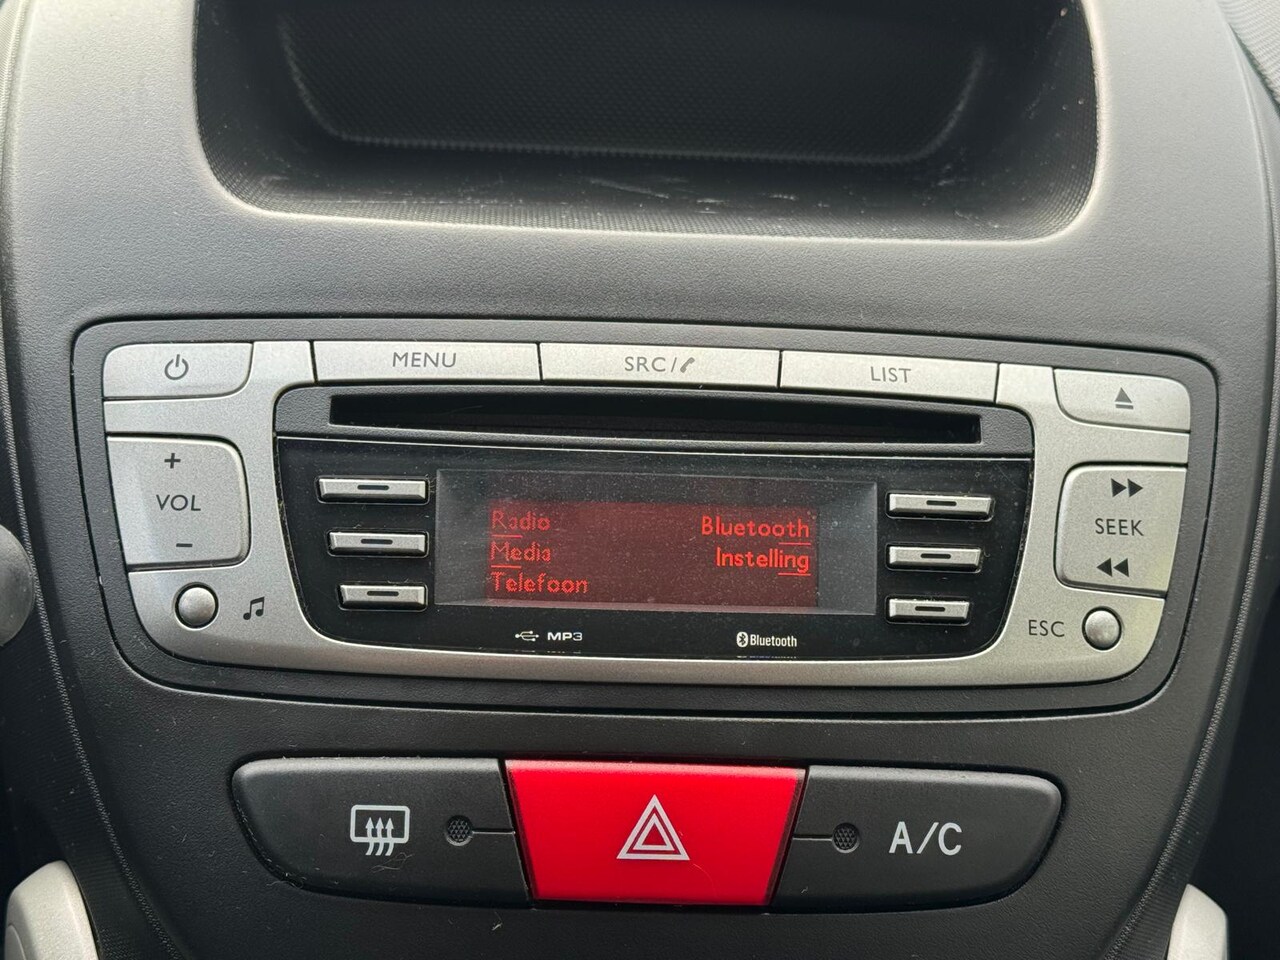 MENU SRC/ LIST
+
VOL
-
SEEK
Radio Bluetooth
Media Instelling
Telefoon
ESC
MP3 Bluetooth
A/C